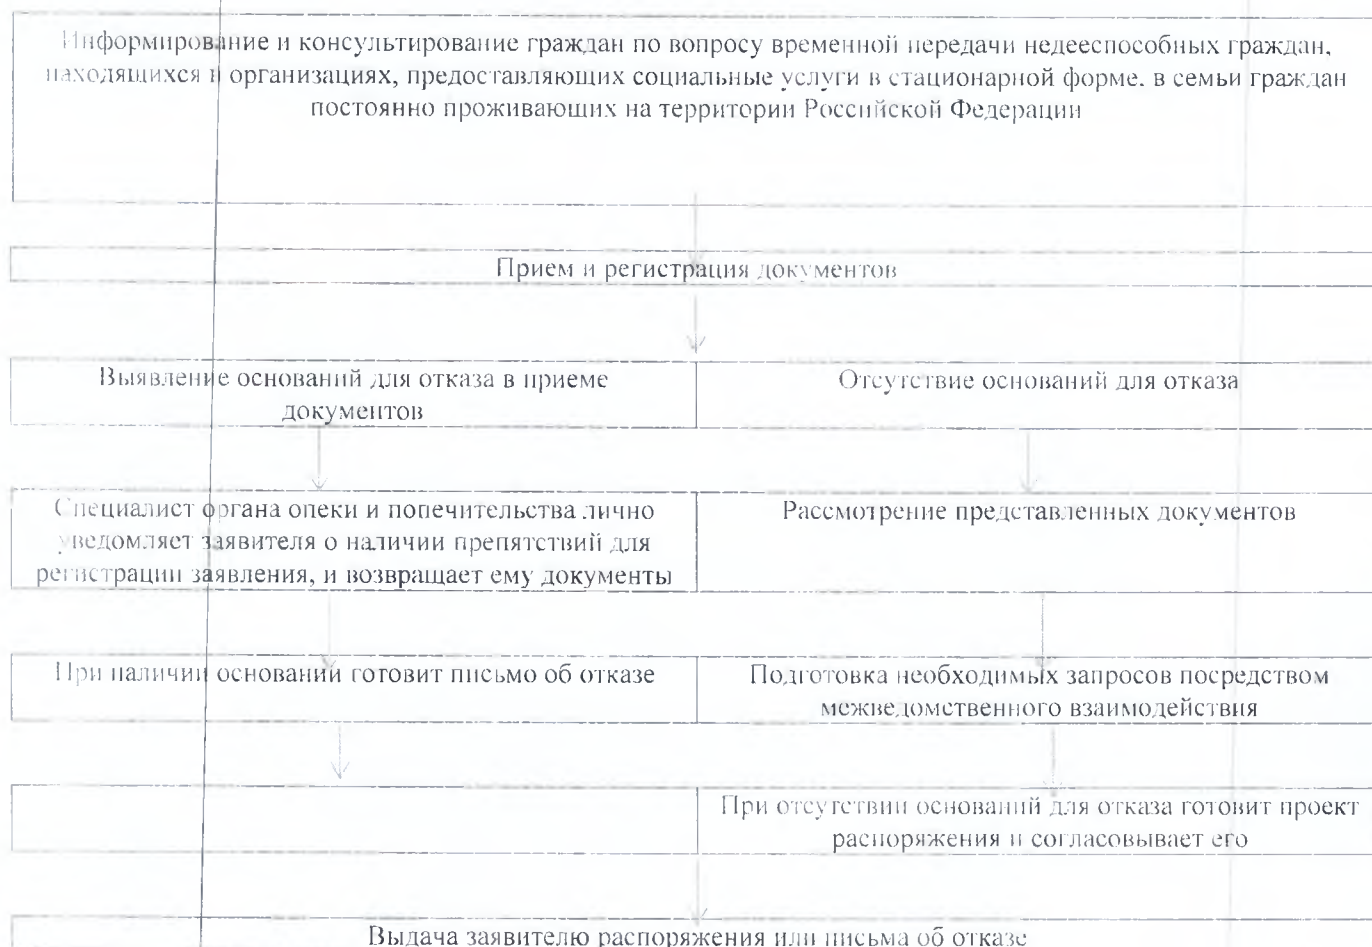 Информирование и консультирование граждан по вопросу временной передачи недееспособных граждан,
находящихся в организациях, предоставляющих социальные услуги в стационарной форме. в семьи граждан
постоянно проживающих на территории Российской Федерации
Прием и регистрация документов
Выявление оснований для отказа в приеме
документов
Отсутствие оснований для отказа
Специалист органа опеки и попечительства лично
уведомляет заявителя о наличии препятствий для
регистрации заявления, и возвращает ему документы
Рассмотрение представленных документов
При наличии оснований готовит письмо об отказе
Подготовка необходимых запросов посредством
межведомственного взаимодействия
При отсутствии оснований для отказа готовит проект
распоряжения и согласовывает его
Выдача заявителю распоряжения или письма об отказе